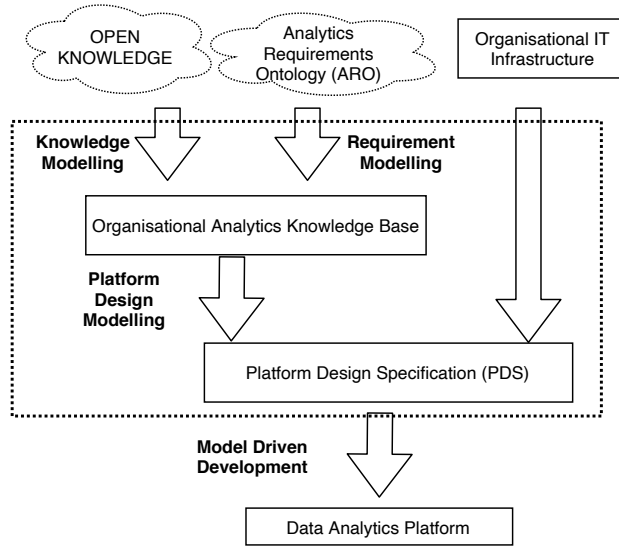 OPEN
KNOWLEDGE
Analytics
Requirements
Ontology (ARO)
Organisational IT
Infrastructure
Knowledge
Modelling
Requirement
Modelling
Organisational Analytics Knowledge Base
Platform
Design
Modelling
Platform Design Specification (PDS)
Model Driven
Development
Data Analytics Platform